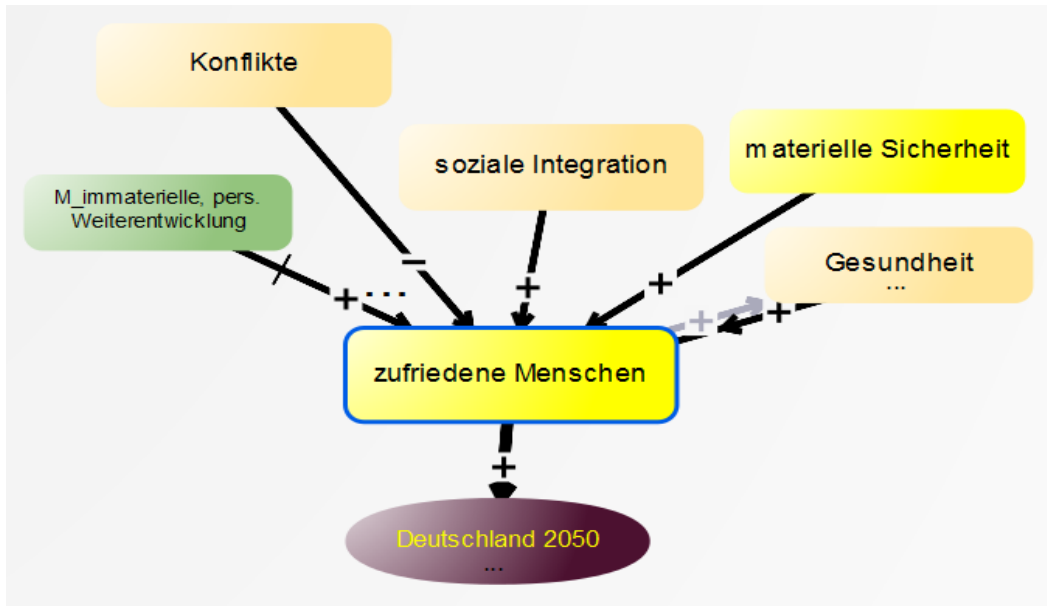 Konflikte
soziale Integration
materielle Sicherheit
M_immaterielle, pers.
Weiterentwicklung
Gesundheit
...
−
+
+
+ ...
+
+
zufriedene Menschen
+
Deutschland 2050
...